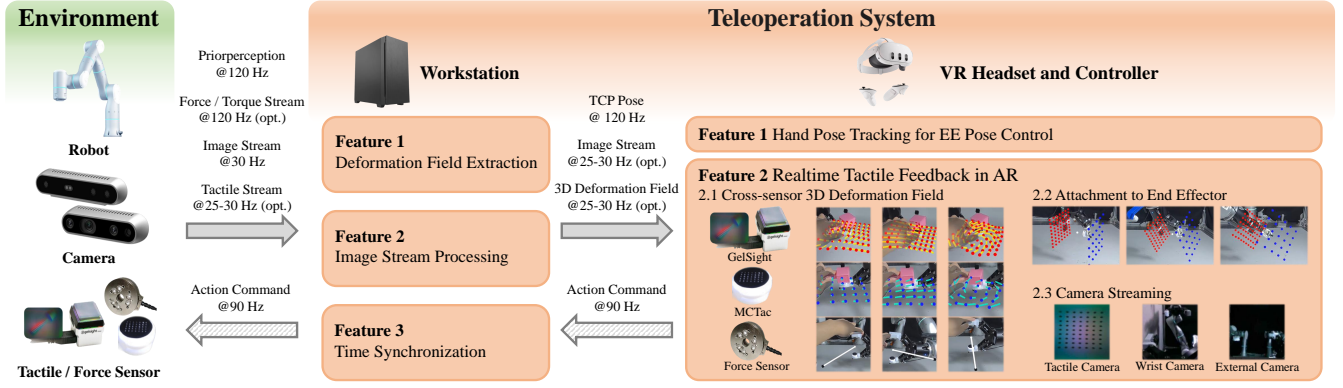 Environment
Teleoperation System
Robot
Camera
Tactile / Force Sensor
Priorperception
@120 Hz
Force / Torque Stream
@120 Hz (opt.)
Image Stream
@30 Hz
Tactile Stream
@25-30 Hz (opt.)
Action Command
@90 Hz
Workstation
Feature 1
Deformation Field Extraction
Feature 2
Image Stream Processing
Feature 3
Time Synchronization
TCP Pose
@ 120 Hz
Image Stream
@25-30 Hz (opt.)
3D Deformation Field
@25-30 Hz (opt.)
Action Command
@90 Hz
VR Headset and Controller
Feature 1 Hand Pose Tracking for EE Pose Control
Feature 2 Realtime Tactile Feedback in AR
2.1 Cross-sensor 3D Deformation Field
GelSight
MCTac
Force Sensor
2.2 Attachment to End Effector
2.3 Camera Streaming
Tactile Camera
Wrist Camera
External Camera